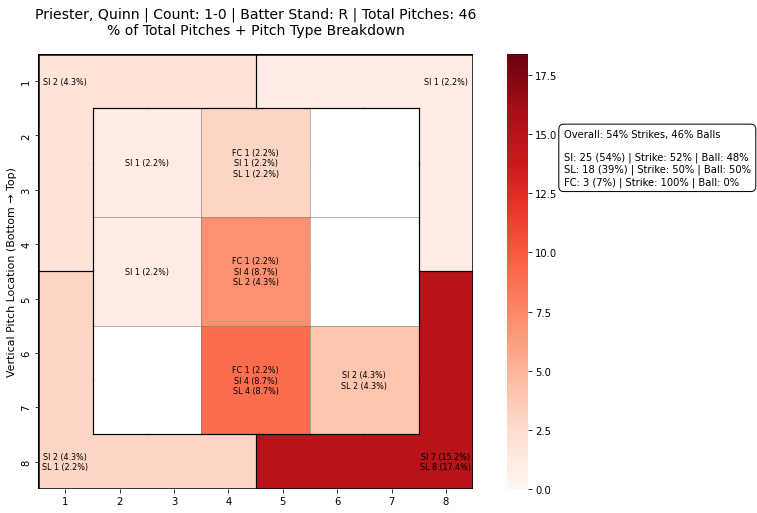 Priester, Quinn | Count: 1-0 | Batter Stand: R | Total Pitches: 46
% of Total Pitches + Pitch Type Breakdown
Vertical Pitch Location (Bottom → Top)
1
2
3
4
5
6
7
8
SI 2 (4.3%)
SI 1 (2.2%)
SI 1 (2.2%)
FC 1 (2.2%)
SI 1 (2.2%)
SL 1 (2.2%)
SI 1 (2.2%)
FC 1 (2.2%)
SI 4 (8.7%)
SL 2 (4.3%)
FC 1 (2.2%)
SI 4 (8.7%)
SL 4 (8.7%)
SI 2 (4.3%)
SL 2 (4.3%)
SI 2 (4.3%)
SL 1 (2.2%)
SI 7 (15.2%)
SL 8 (17.4%)
1
2
3
4
5
6
7
8
17.5
15.0
12.5
10.0
7.5
5.0
2.5
0.0
Overall: 54% Strikes, 46% Balls
SI: 25 (54%) | Strike: 52% | Ball: 48%
SL: 18 (39%) | Strike: 50% | Ball: 50%
FC: 3 (7%) | Strike: 100% | Ball: 0%